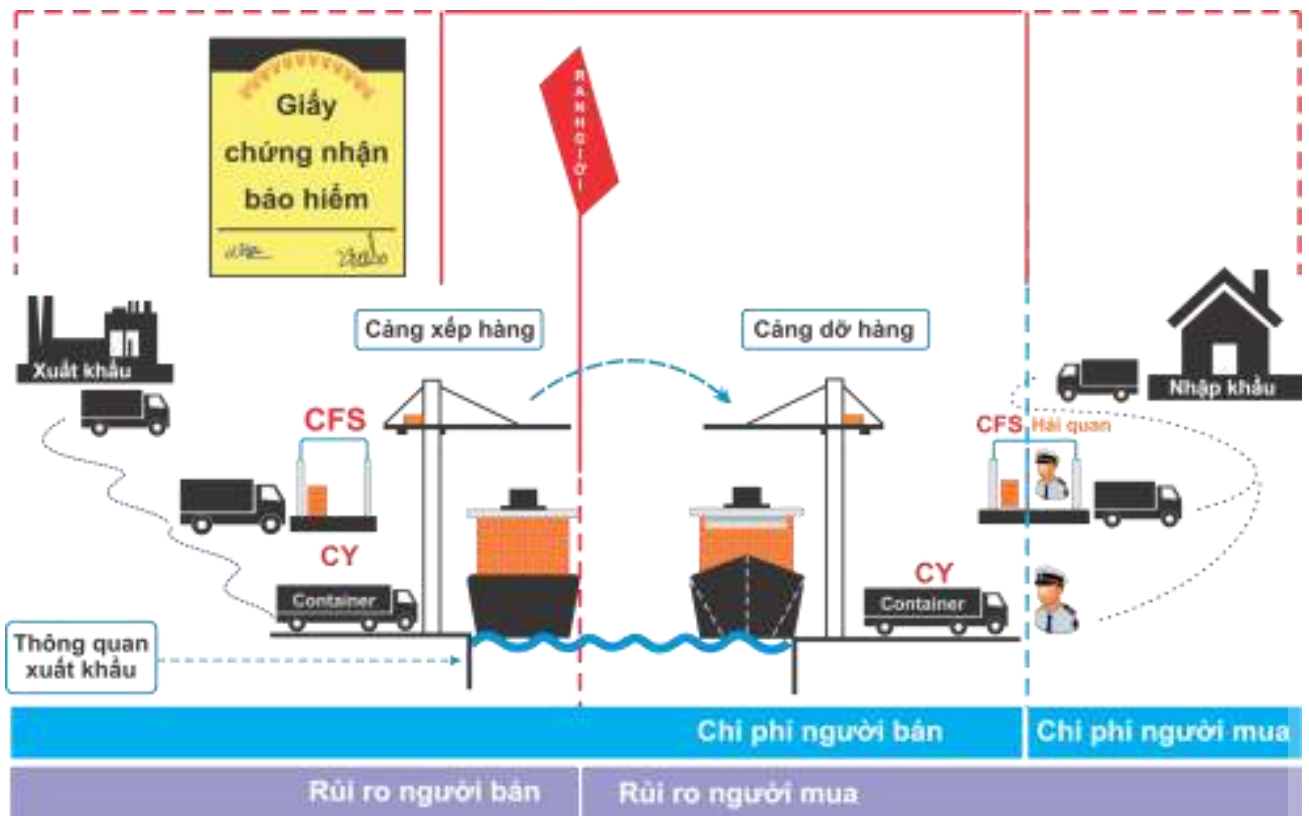 Giấy
chứng nhận
bảo hiểm
RANH GIỚI
Cảng xếp hàng
Cảng dỡ hàng
Xuất khẩu
Nhập khẩu
CFS
CFS Hải quan
CY
CY
Container
Container
Thông quan
xuất khẩu
Chi phí người bán
Chi phí người mua
Rủi ro người bán
Rủi ro người mua